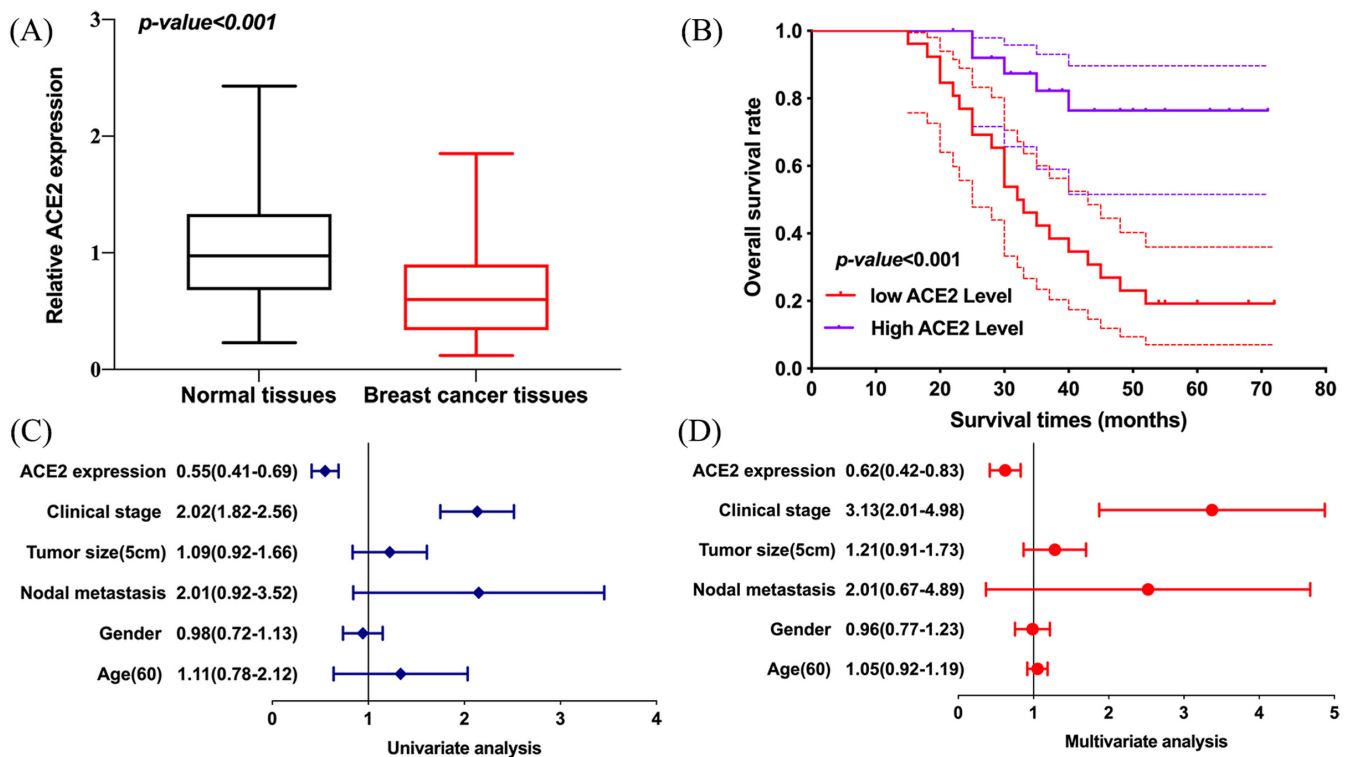 (A)
p-value<0.001
Relative ACE2 expression
3
2
1
0
Normal tissues
Breast cancer tissues
(B)
Overall survival rate
1.0
0.8
0.6
0.4
0.2
0.0
p-value<0.001
low ACE2 Level
High ACE2 Level
0 10 20 30 40 50 60 70 80
Survival times (months)
(C)
ACE2 expression 0.55(0.41-0.69)
Clinical stage 2.02(1.82-2.56)
Tumor size(5cm) 1.09(0.92-1.66)
Nodal metastasis 2.01(0.92-3.52)
Gender 0.98(0.72-1.13)
Age(60) 1.11(0.78-2.12)
0 1 2 3 4
Univariate analysis
(D)
ACE2 expression 0.62(0.42-0.83)
Clinical stage 3.13(2.01-4.98)
Tumor size(5cm) 1.21(0.91-1.73)
Nodal metastasis 2.01(0.67-4.89)
Gender 0.96(0.77-1.23)
Age(60) 1.05(0.92-1.19)
0 1 2 3 4 5
Multivariate analysis